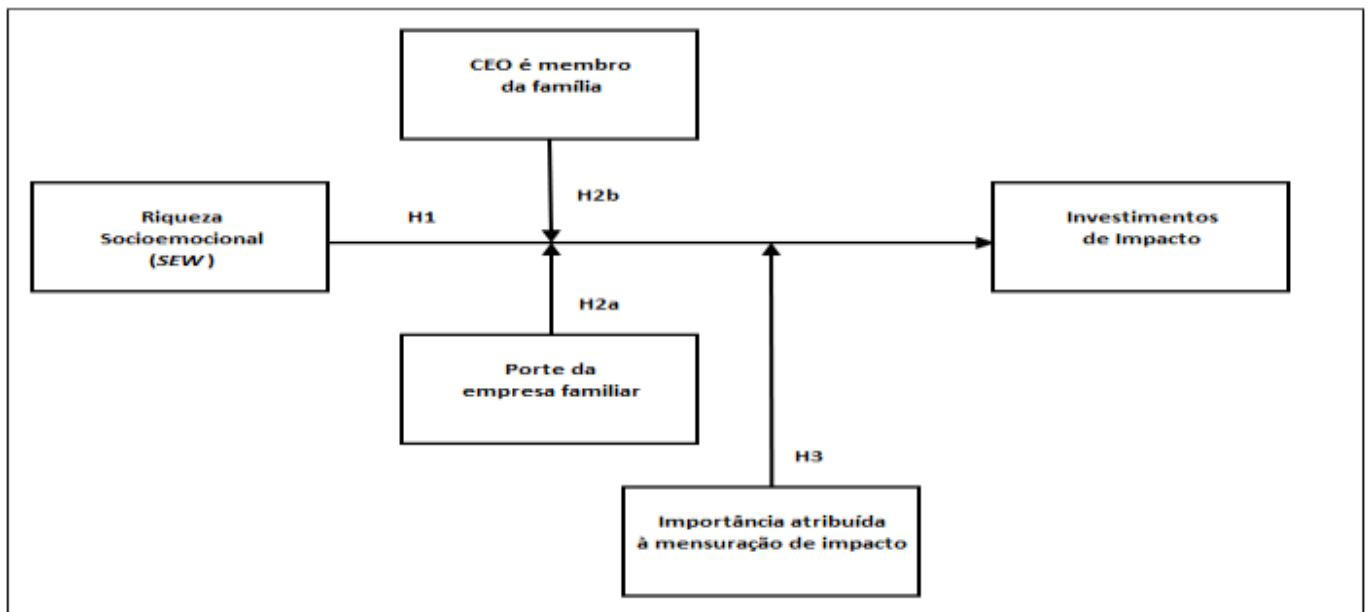 CEO é membro
da família
H2b
Riqueza
Socioemocional
(SEW )
H1
Investimentos
de Impacto
H2a
Porte da
empresa familiar
H3
Importância atribuída
à mensuração de impacto